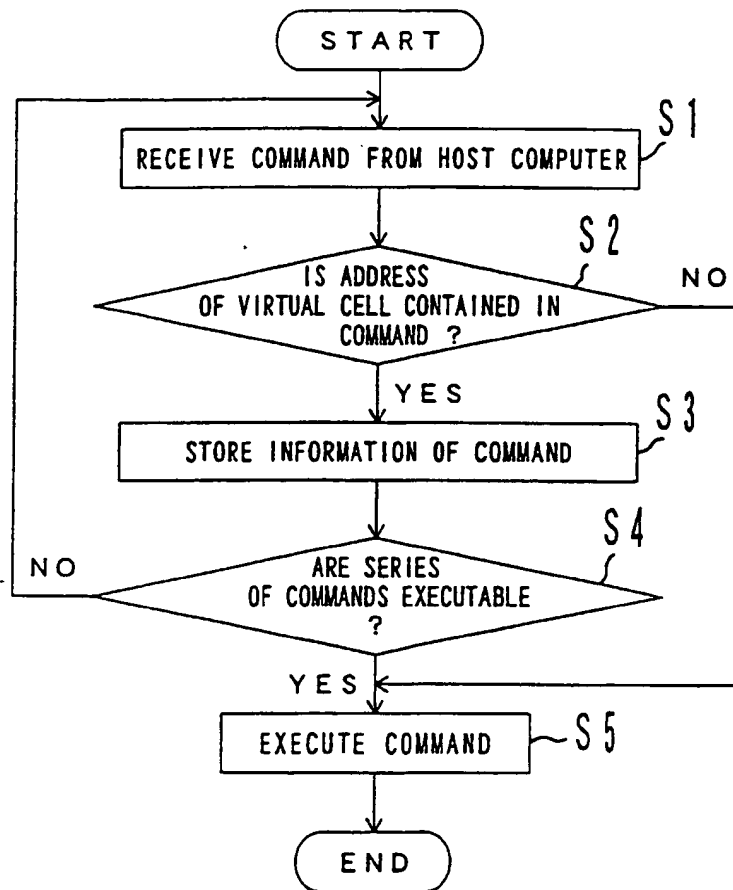 START
S1
RECEIVE COMMAND FROM HOST COMPUTER
S2
IS ADDRESS
OF VIRTUAL CELL CONTAINED IN
COMMAND ?
NO
YES
S3
STORE INFORMATION OF COMMAND
S4
NO
ARE SERIES
OF COMMANDS EXECUTABLE
?
YES
S5
EXECUTE COMMAND
END